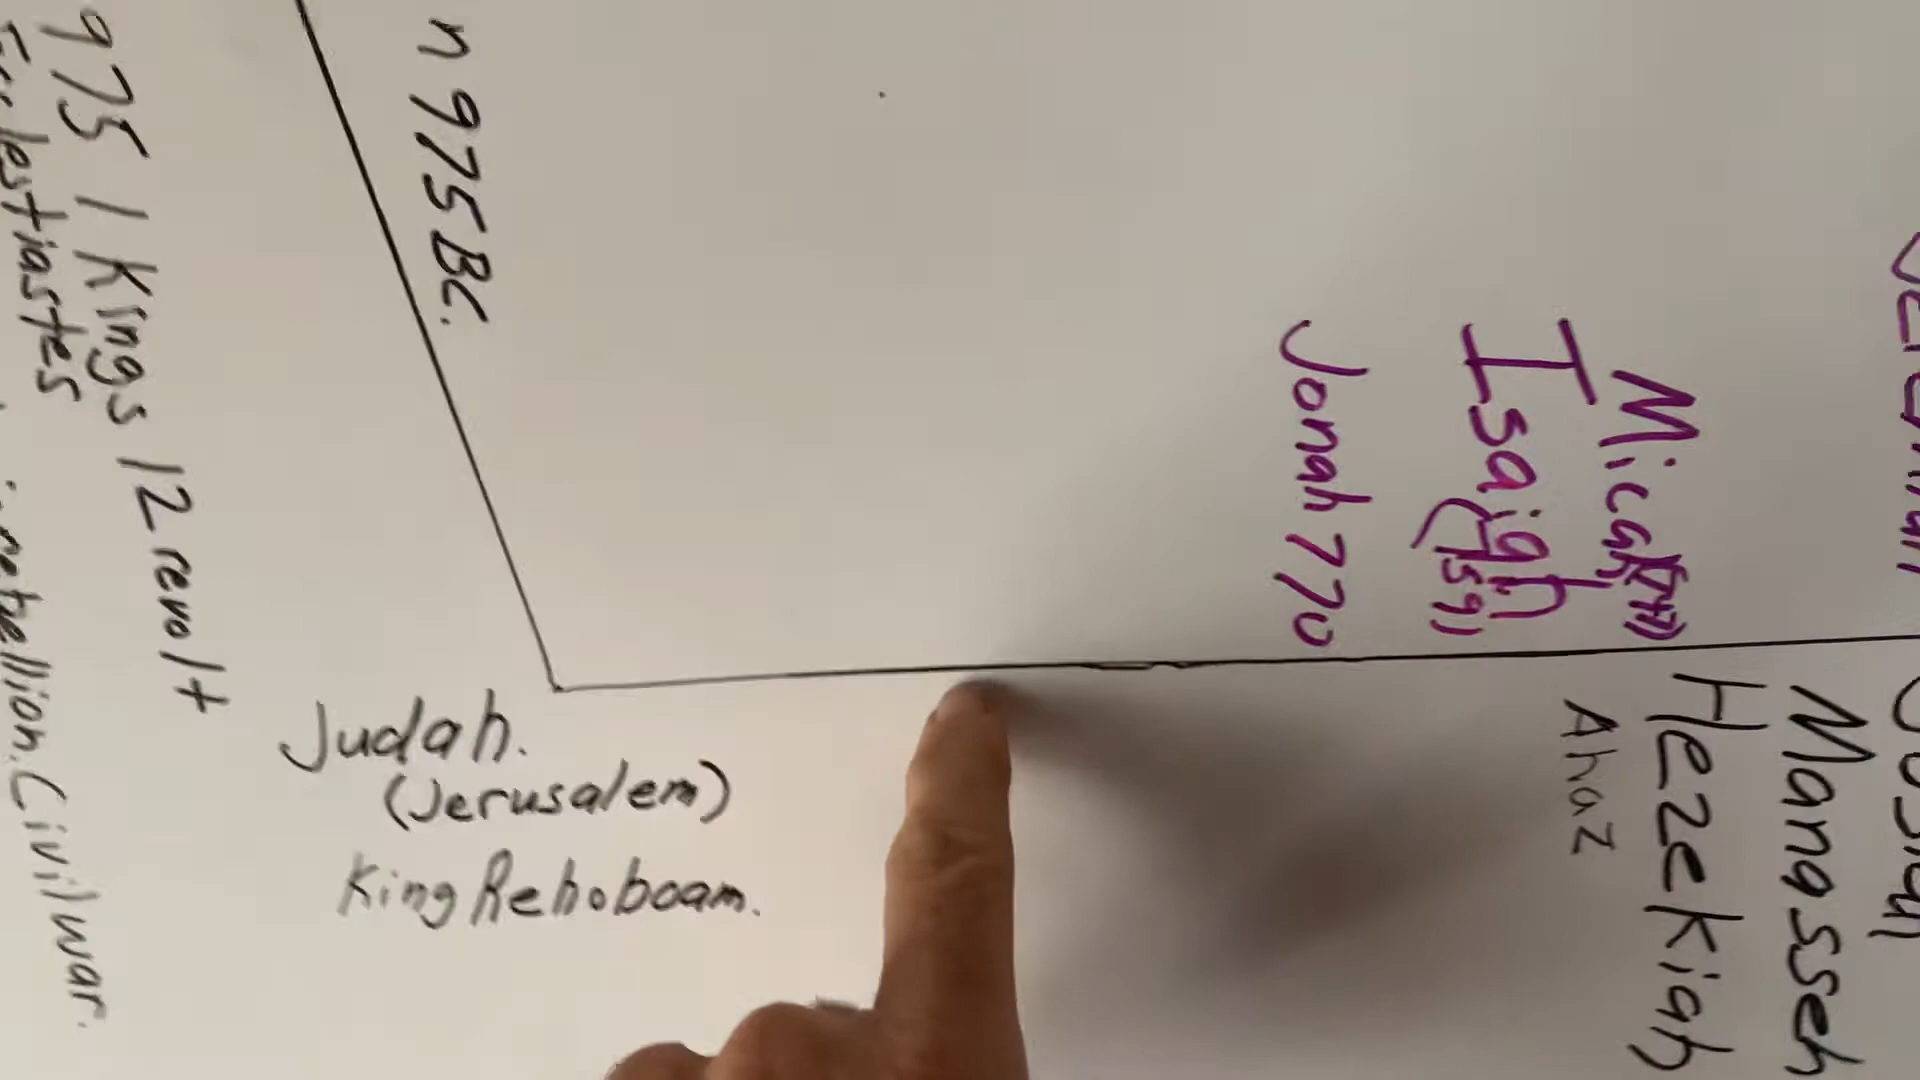 975 1 Kings 12 revolt
Ecclestiastes
rebellion. Civil war.
n 975 BC.
Judah.
(Jerusalem)
King Rehoboam.
Jonah 770
Isaiah
Micah
Ahaz
Hezekiah
Manasseh